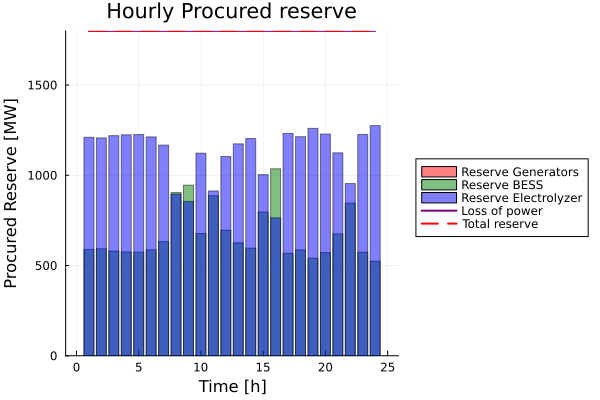 Hourly Procured reserve
Procured Reserve [MW]
1500
1000
500
0
0 5 10 15 20 25
Time [h]
Reserve Generators
Reserve BESS
Reserve Electrolyzer
Loss of power
Total reserve